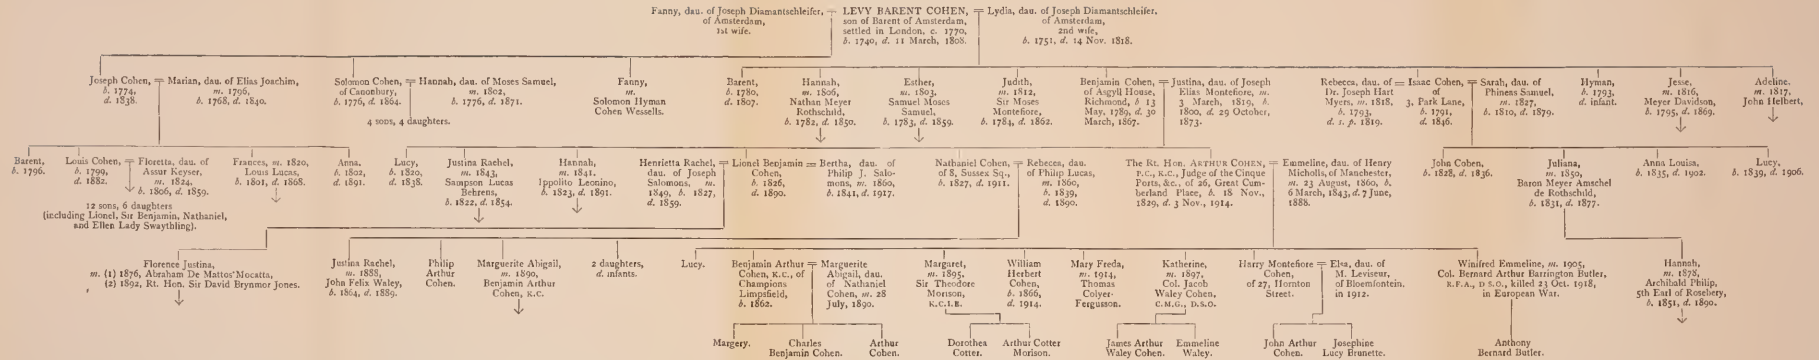 Fanny, dau. of Joseph Diamantschleifer,
of Amsterdam,
1st wife.
LEVY BARENT COHEN,
son of Barent of Amsterdam,
settled in London, c. 1770,
b. 1740, d. 11 March, 1808.
Lydia, dau. of Joseph Diamantschleifer,
of Amsterdam,
2nd wife,
b. 1751, d. 14 Nov. 1818.
Joseph Cohen,
b. 1774,
d. 1838.
Marian, dau. of Elias Joachim,
m. 1796,
b. 1768, d. 1840.
Solomon Cohen,
of Canonbury,
b. 1776, d. 1864.
Hannah, dau. of Moses Samuel,
m. 1802,
b. 1776, d. 1871.
4 sons, 4 daughters.
Fanny,
m.
Solomon Hyman
Cohen Wessells.
Barent,
b. 1780,
d. 1807.
Hannah,
m. 1806,
Nathan Meyer
Rothschild,
b. 1782, d. 1850.
Esther,
m. 1803,
Samuel Moses
Samuel,
b. 1783, d. 1859.
Judith,
m. 1812,
Sir Moses
Montefiore,
b. 1784, d. 1862.
Benjamin Cohen,
of Argyll House,
Richmond, b 13
May, 1789, d. 30
March, 1867.
Justina, dau. of Joseph
Elias Montefiore, m.
3 March, 1819, b.
1800, d. 29 October,
1873.
Rebecca, dau. of
Dr. Joseph Hart
Myers, m. 1818,
b. 1793,
d. s. p. 1819.
Isaac Cohen,
of
3, Park Lane,
b. 1791,
d. 1846.
Sarah, dau. of
Phineas Samuel,
m. 1827,
b. 1810, d. 1879.
Hyman,
b. 1793,
d. infant.
Jesse,
m. 1816,
Meyer Davidson,
b. 1795, d. 1869.
Adeline,
m. 1817,
John Helbert,
Barent,
b. 1796.
Louis Cohen,
b. 1799,
d. 1882.
Floretta, dau. of
Assur Keyser,
m. 1824,
b. 1806, d. 1859.
12 sons, 6 daughters
(including Lionel, Sir Benjamin, Nathaniel,
and Ellen Lady Swaythling).
Frances, m. 1820,
Louis Lucas,
b. 1801, d. 1868.
Anna.
b. 1802,
d. 1891.
Lucy,
b. 1820,
d. 1838.
Justina Rachel,
m. 1843,
Sampson Lucas
Behrens,
b. 1822, d. 1854.
Hannah,
m. 1841.
Ippolito Leonino,
b. 1823, d. 1891.
Henrietta Rachel,
dau. of Joseph
Salomons, m.
1849, b. 1827,
d. 1859.
Lionel Benjamin
Cohen,
b. 1826,
d. 1890.
Bertha, dau. of
Philip J. Salo-
mons, m. 1860,
b. 1841, d. 1917.
Nathaniel Cohen,
of 8, Sussex Sq.,
b. 1827, d. 1911.
Rebecca, dau.
of Philip Lucas,
m. 1860,
b. 1839,
d. 1890.
The Rt. Hon. ARTHUR COHEN,
P.C., K.C., Judge of the Cinque
Ports, &c., of 26, Great Cum-
berland Place, b. 18 Nov.,
1829, d. 3 Nov., 1914.
Emmeline, dau. of Henry
Micholls, of Manchester,
m. 23 August, 1860, b.
6 March, 1843, d. 7 June,
1888.
John Cohen,
b. 1828, d. 1836.
Juliana,
m. 1850,
Baron Meyer Amschel
de Rothschild,
b. 1831, d. 1877.
Anna Louisa,
b. 1835, d. 1902.
Lucy,
b. 1839, d. 1906.
Florence Justina,
m. (1) 1876, Abraham De Mattos Mocatta,
(2) 1892, Rt. Hon. Sir David Brynmor Jones.
Justina Rachel,
m. 1888,
John Felix Waley,
b. 1864, d. 1889.
Philip
Arthur
Cohen.
Marguerite Abigail,
m. 1890,
Benjamin Arthur
Cohen, K.C.
2 daughters,
d. infants.
Lucy.
Benjamin Arthur
Cohen, K.C., of
Champions
Limpsfield,
b. 1862.
Marguerite
Abigail, dau.
of Nathaniel
Cohen, m. 28
July, 1890.
Margaret,
m. 1895,
Sir Theodore
Morison,
K.C.I.E.
William
Herbert
Cohen,
b. 1866,
d. 1914.
Mary Freda,
m. 1914,
Thomas
Colyer-
Fergusson.
Katherine,
m. 1897,
Col. Jacob
Waley Cohen,
C.M.G., D.S.O.
Harry Montefiore
Cohen,
of 27, Hornton
Street.
Elsa, dau. of
M. Leviseur,
of Bloemfontein,
in 1912.
Winifred Emmeline, m. 1905,
Col. Bernard Arthur Barrington Butler,
R.F.A., D S.O., killed 23 Oct. 1918,
in European War.
Hannah,
m. 1878,
Archibald Philip,
5th Earl of Rosebery,
b. 1851, d. 1890.
Margery.
Charles
Benjamin Cohen.
Arthur
Cohen.
Dorothea
Cotter.
Arthur Cotter
Morison.
James Arthur
Waley Cohen.
Emmeline
Waley.
John Arthur
Cohen.
Josephine
Lucy Brunette.
Anthony
Bernard Butler.